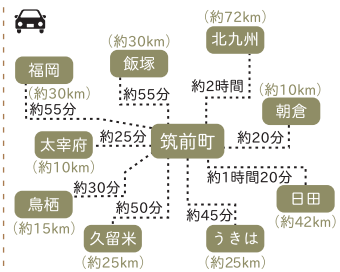 (約72km)
北九州
(約30km)
飯塚
福岡
(約30km)
約55分
約55分
約2時間
(約10km)
朝倉
太宰府
約25分
筑前町
約20分
(約10km)
約30分
約1時間20分
鳥栖
(約15km)
約50分
約45分
日田
(約42km)
久留米
(約25km)
うきは
(約25km)